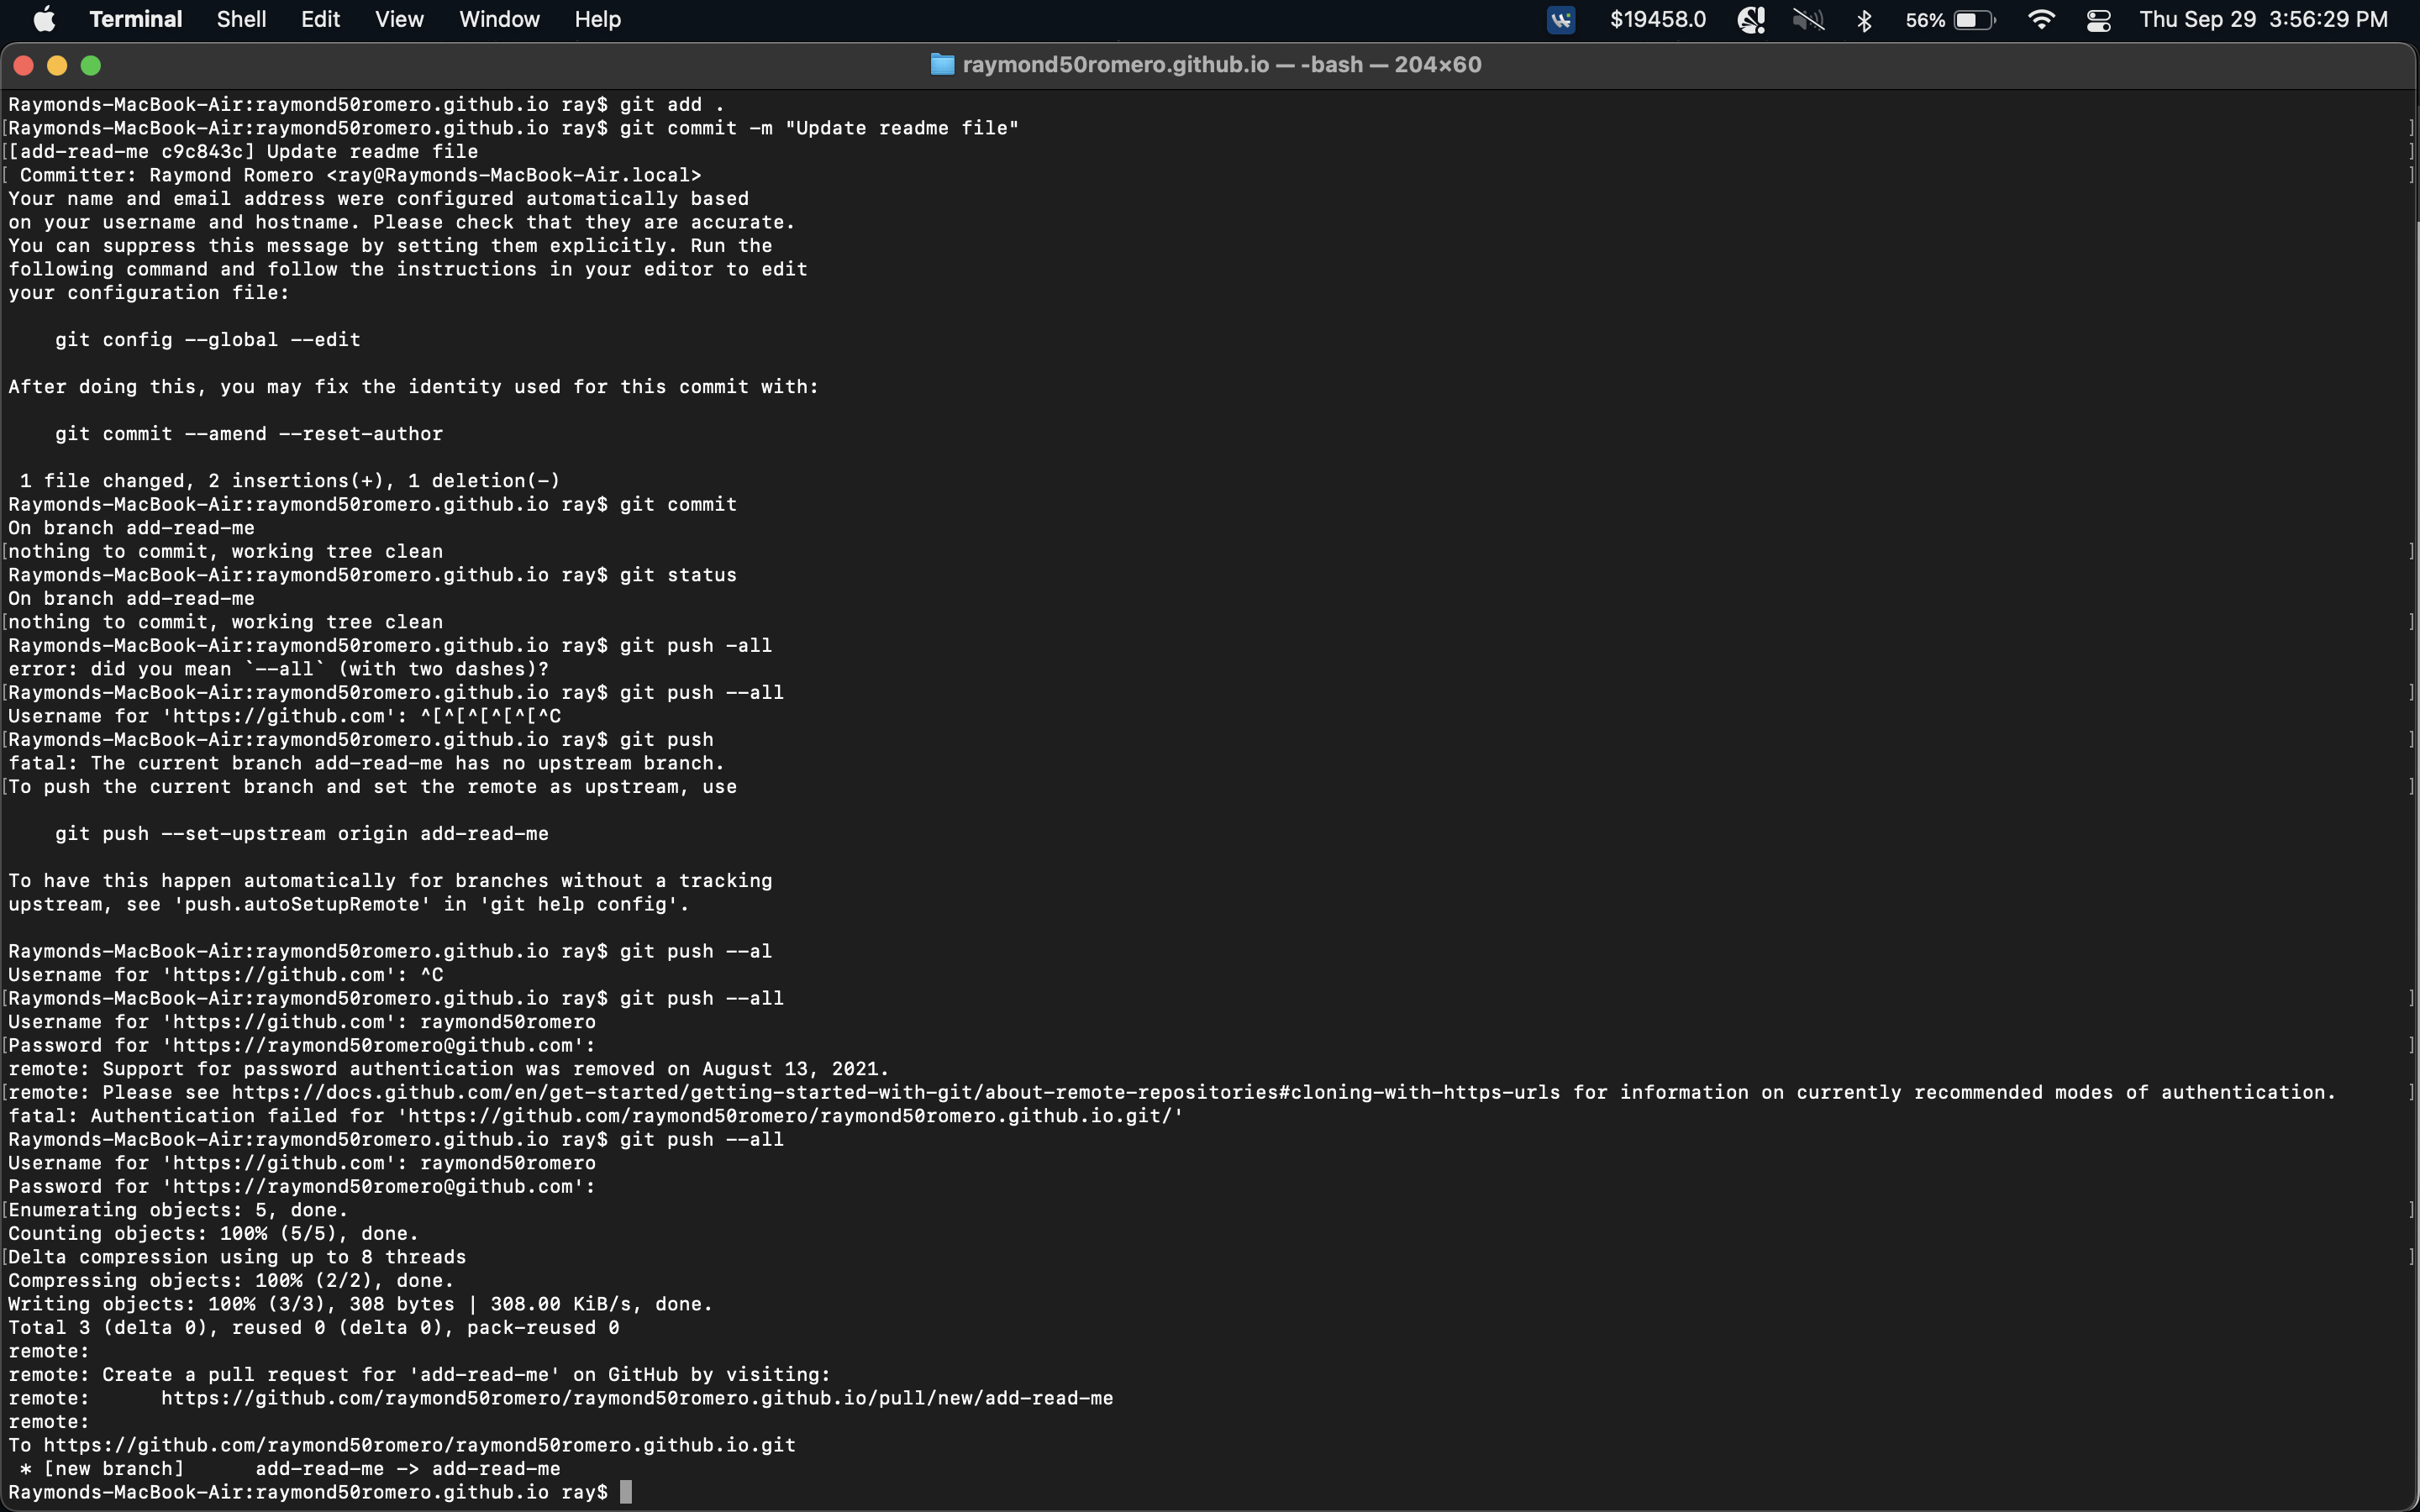 Terminal Shell Edit View Window Help $19458.0 56% Thu Sep 29 3:56:29 PM
raymond50romero.github.io — -bash — 204×60
Raymonds-MacBook-Air:raymond50romero.github.io ray$ git add .
[Raymonds-MacBook-Air:raymond50romero.github.io ray$ git commit -m "Update readme file" ]
[[add-read-me c9c843c] Update readme file ]
[ Committer: Raymond Romero <ray@Raymonds-MacBook-Air.local> ]
Your name and email address were configured automatically based
on your username and hostname. Please check that they are accurate.
You can suppress this message by setting them explicitly. Run the
following command and follow the instructions in your editor to edit
your configuration file:
git config --global --edit
After doing this, you may fix the identity used for this commit with:
git commit --amend --reset-author
1 file changed, 2 insertions(+), 1 deletion(-)
Raymonds-MacBook-Air:raymond50romero.github.io ray$ git commit
On branch add-read-me
[nothing to commit, working tree clean ]
Raymonds-MacBook-Air:raymond50romero.github.io ray$ git status
On branch add-read-me
[nothing to commit, working tree clean ]
Raymonds-MacBook-Air:raymond50romero.github.io ray$ git push -all
error: did you mean `--all` (with two dashes)?
[Raymonds-MacBook-Air:raymond50romero.github.io ray$ git push --all ]
Username for 'https://github.com': ^[^[^[^[^[^C
[Raymonds-MacBook-Air:raymond50romero.github.io ray$ git push ]
fatal: The current branch add-read-me has no upstream branch.
[To push the current branch and set the remote as upstream, use ]
git push --set-upstream origin add-read-me
To have this happen automatically for branches without a tracking
upstream, see 'push.autoSetupRemote' in 'git help config'.
Raymonds-MacBook-Air:raymond50romero.github.io ray$ git push --al
Username for 'https://github.com': ^C
[Raymonds-MacBook-Air:raymond50romero.github.io ray$ git push --all ]
Username for 'https://github.com': raymond50romero
[Password for 'https://raymond50romero@github.com': ]
remote: Support for password authentication was removed on August 13, 2021.
[remote: Please see https://docs.github.com/en/get-started/getting-started-with-git/about-remote-repositories#cloning-with-https-urls for information on currently recommended modes of authentication. ]
fatal: Authentication failed for 'https://github.com/raymond50romero/raymond50romero.github.io.git/'
Raymonds-MacBook-Air:raymond50romero.github.io ray$ git push --all
Username for 'https://github.com': raymond50romero
Password for 'https://raymond50romero@github.com':
[Enumerating objects: 5, done. ]
Counting objects: 100% (5/5), done.
[Delta compression using up to 8 threads ]
Compressing objects: 100% (2/2), done.
Writing objects: 100% (3/3), 308 bytes | 308.00 KiB/s, done.
Total 3 (delta 0), reused 0 (delta 0), pack-reused 0
remote:
remote: Create a pull request for 'add-read-me' on GitHub by visiting:
remote:      https://github.com/raymond50romero/raymond50romero.github.io/pull/new/add-read-me
remote:
To https://github.com/raymond50romero/raymond50romero.github.io.git
* [new branch]      add-read-me -> add-read-me
Raymonds-MacBook-Air:raymond50romero.github.io ray$